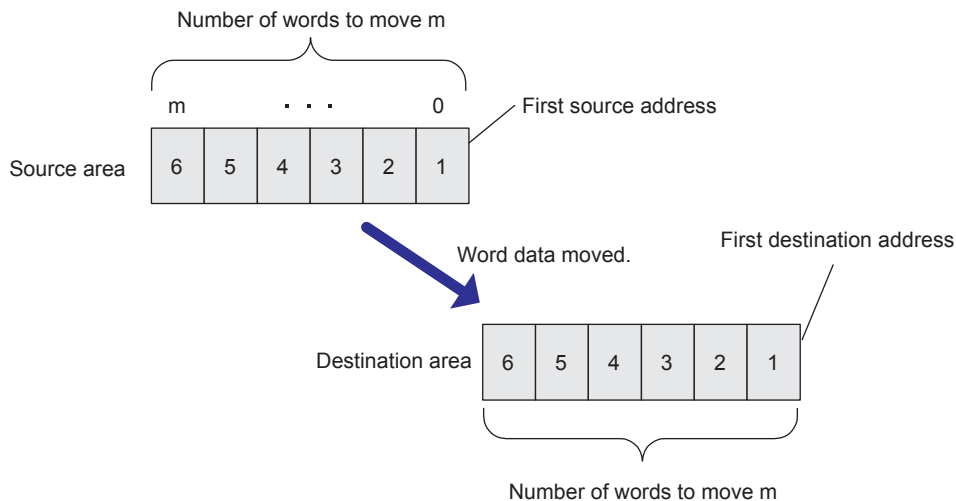 Number of words to move m
m . . . 0
First source address
Source area
6 5 4 3 2 1
Word data moved.
First destination address
Destination area
6 5 4 3 2 1
Number of words to move m